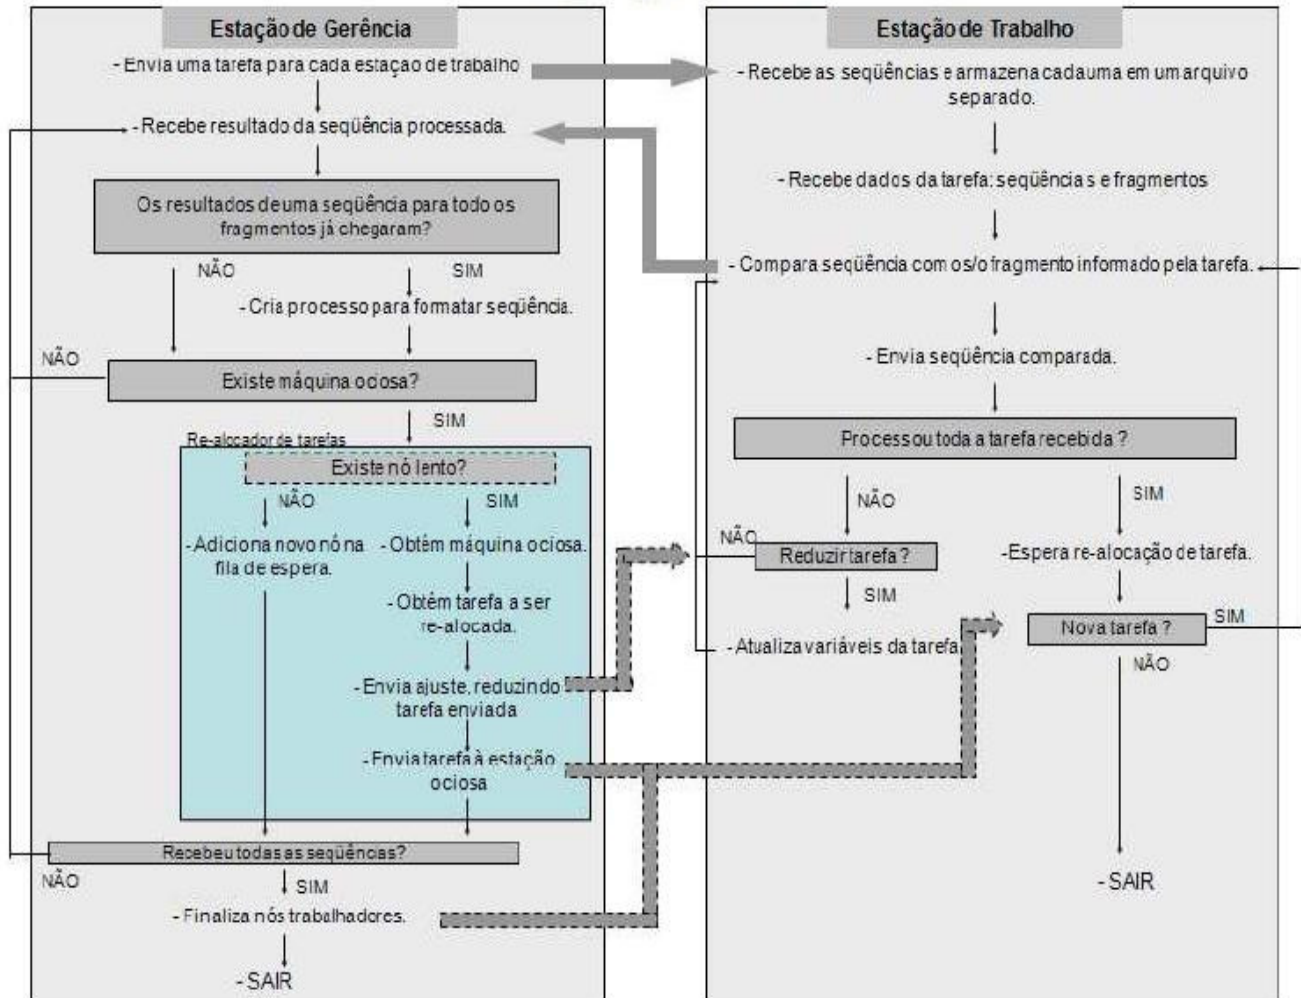 Estação de Gerência
- Envia uma tarefa para cada estaçao de trabalho
- Recebe resultado da seqüência processada.
Os resultados de uma seqüência para todo os
fragmentos já chegaram?
NÃO
SIM
- Cria processo para formatar seqüência.
NÃO
Existe máquina ociosa?
SIM
Re-alocador de tarefas
Existe nó lento?
NÃO
SIM
- Adiciona novo nó na
fila de espera.
- Obtém máquina ociosa.
- Obtêm tarefa a ser
re-alocada.
- Envia ajuste, reduzindo
tarefa enviada
- Envia tarefa à estação
ociosa
Recebeu todas as seqüências?
NÃO
SIM
- Finaliza nós trabalhadores.
- SAIR
Estação de Trabalho
- Recebe as seqüências e armazena cada uma em um arquivo
separado.
- Recebe dados da tarefa: seqüências e fragmentos
- Compara seqüência com os/o fragmento informado pela tarefa.
- Envia seqüência comparada.
Processou toda a tarefa recebida ?
NÃO
SIM
NÃO
Reduzir tarefa ?
- Espera re-alocação de tarefa.
SIM
Nova tarefa ?
SIM
- Atualiza variáveis da tarefa
NÃO
- SAIR